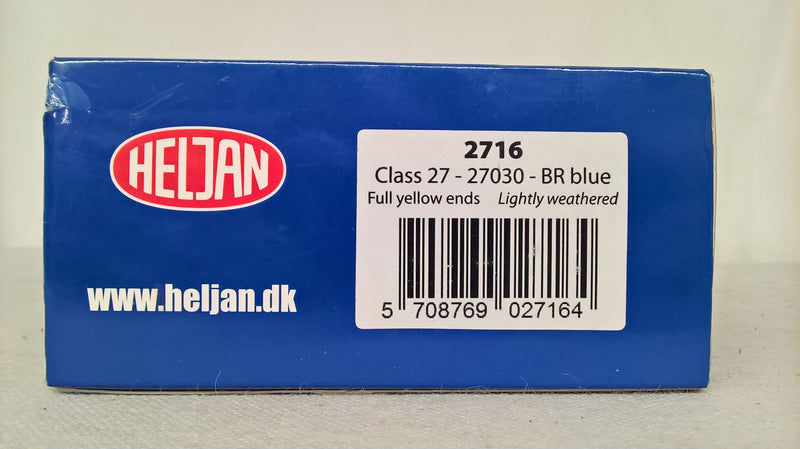 HELJAN
www.heljan.dk
2716
Class 27 - 27030 - BR blue
Full yellow ends Lightly weathered
5 708769 027164